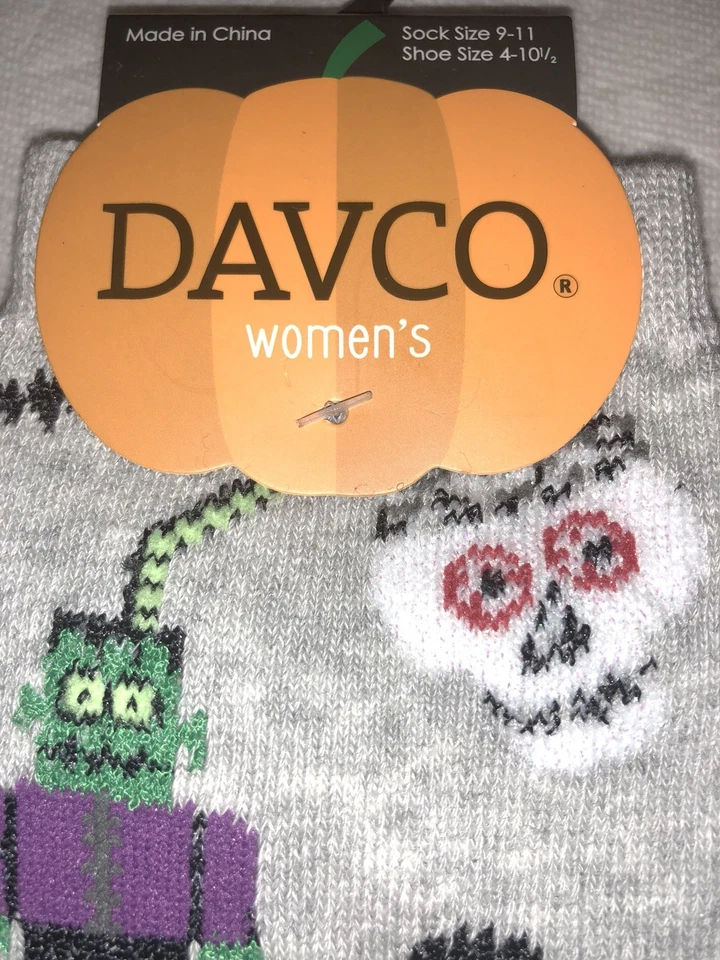 Made in China
Sock Size 9-11
Shoe Size 4-10½
DAVCO®
women's